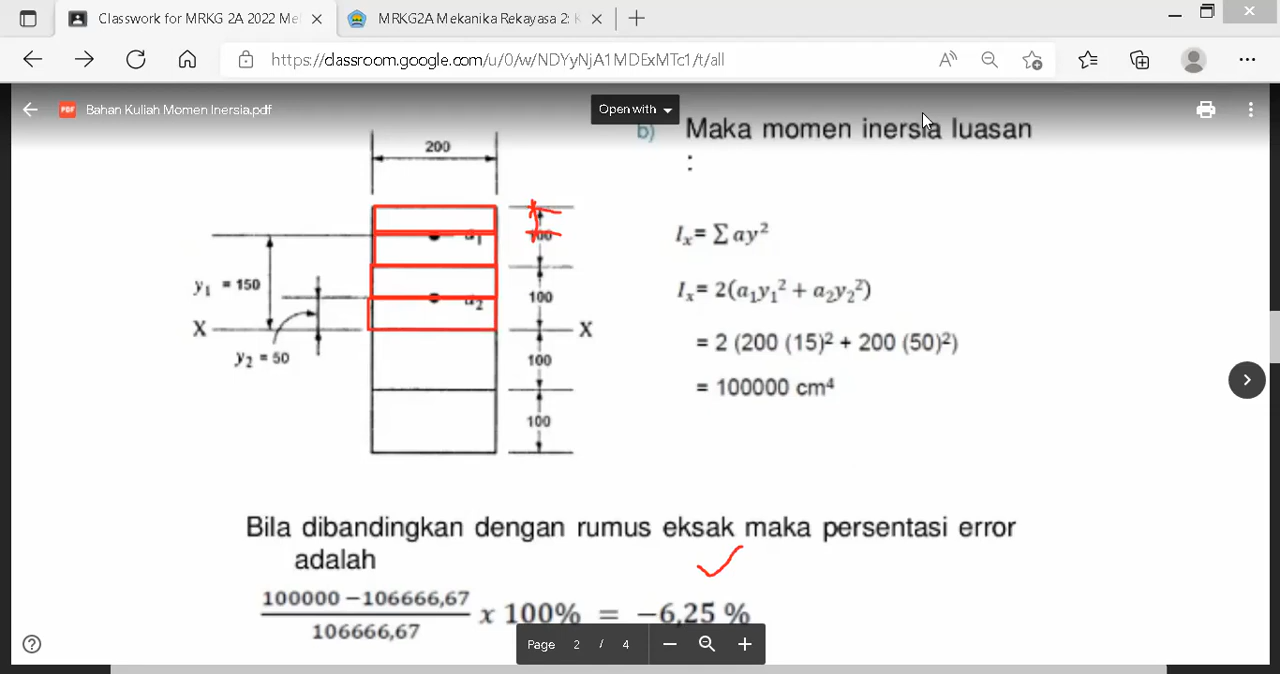 Classwork for MRKG 2A 2022 Me
MRKG2A Mekanika Rekayasa 2: K
https://classroom.google.com/u/0/w/NDYyNjA1MDExMTc1/t/all
Bahan Kuliah Momen Inersia.pdf
Open with
b) Maka momen inersia luasan
:
200
a₁
100
y₁ = 150
a₂
100
X
X
y₂ = 50
100
100
Iₓ= ∑ ay²
Iₓ= 2(a₁y₁² + a₂y₂²)
= 2 (200 (15)² + 200 (50)²)
= 100000 cm⁴
Bila dibandingkan dengan rumus eksak maka persentasi error
adalah
100000 −106666,67
106666,67
x 100% = −6,25 %
Page 2 / 4